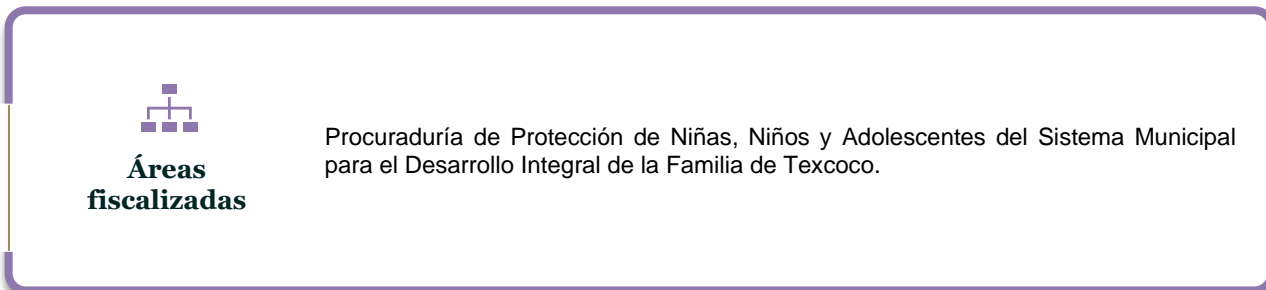 Áreas
fiscalizadas
Procuraduría de Protección de Niñas, Niños y Adolescentes del Sistema Municipal
para el Desarrollo Integral de la Familia de Texcoco.